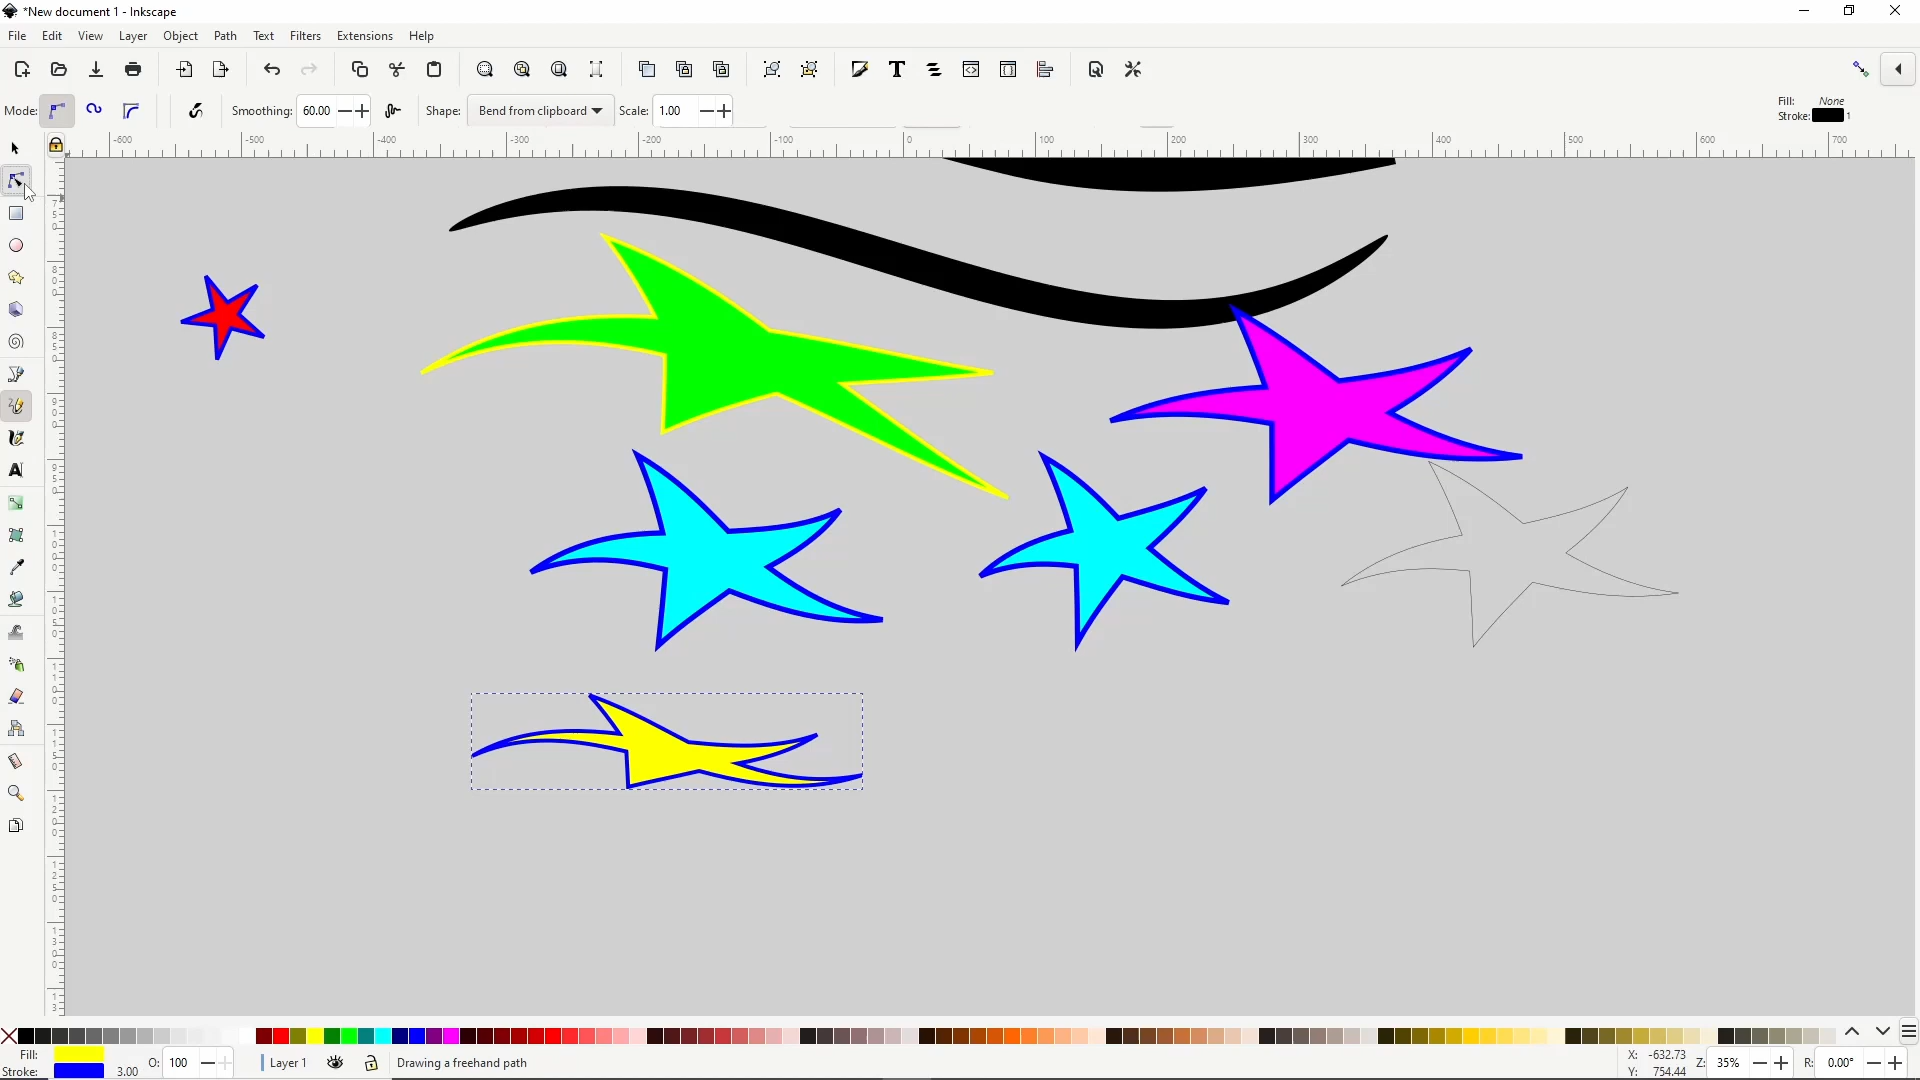 *New document 1 - Inkscape
File Edit View Layer Object Path Text Filters Extensions Help
Mode: Smoothing: 60.00 Shape: Bend from clipboard Scale: 1.00 Fill: None
Stroke: 1
-600 -500 -400 -300 -200 -100 0 100 200 300 400 500 600 700
Fill: O: 100 Layer 1 Drawing a freehand path X: -632.73 Z: 35% R: 0.00°
Stroke: 3.00 Y: 754.44